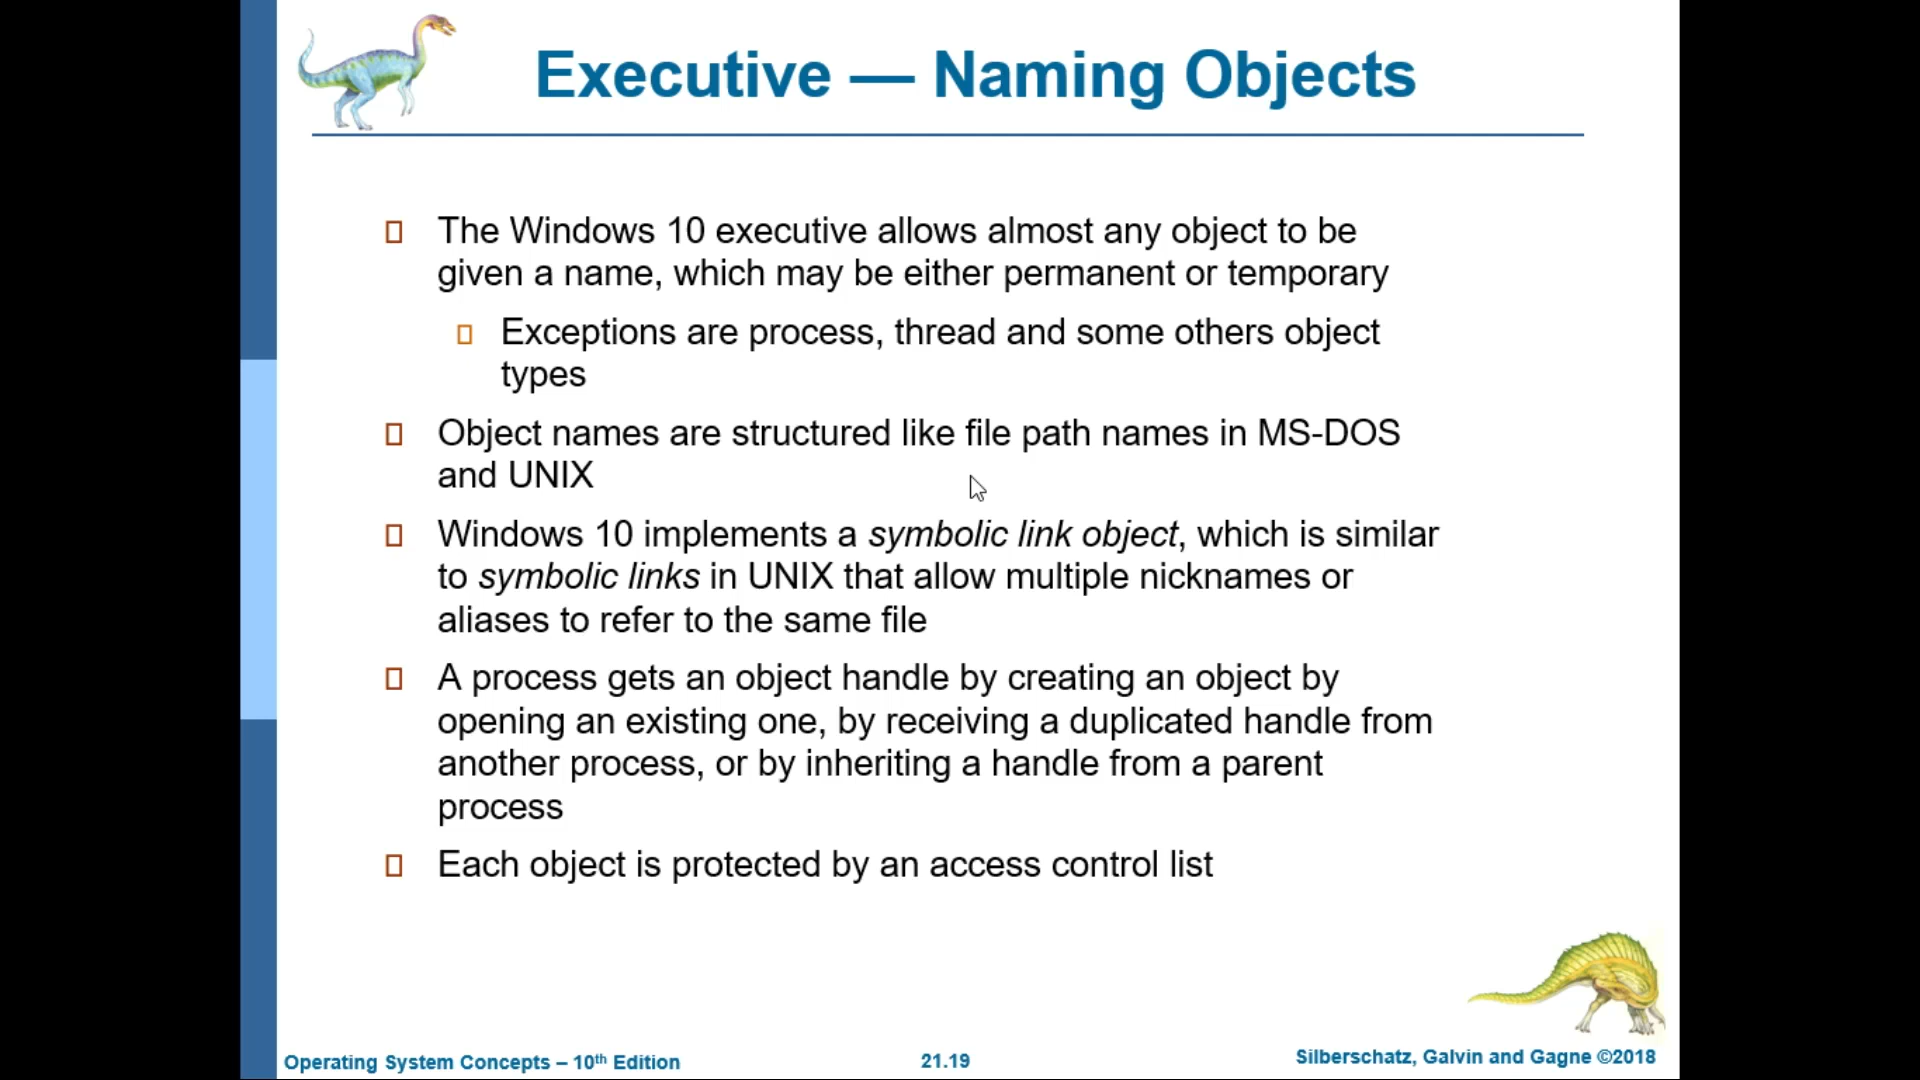 Executive — Naming Objects
The Windows 10 executive allows almost any object to be
given a name, which may be either permanent or temporary
Exceptions are process, thread and some others object
types
Object names are structured like file path names in MS-DOS
and UNIX
Windows 10 implements a symbolic link object, which is similar
to symbolic links in UNIX that allow multiple nicknames or
aliases to refer to the same file
A process gets an object handle by creating an object by
opening an existing one, by receiving a duplicated handle from
another process, or by inheriting a handle from a parent
process
Each object is protected by an access control list
Operating System Concepts – 10th Edition
21.19
Silberschatz, Galvin and Gagne ©2018